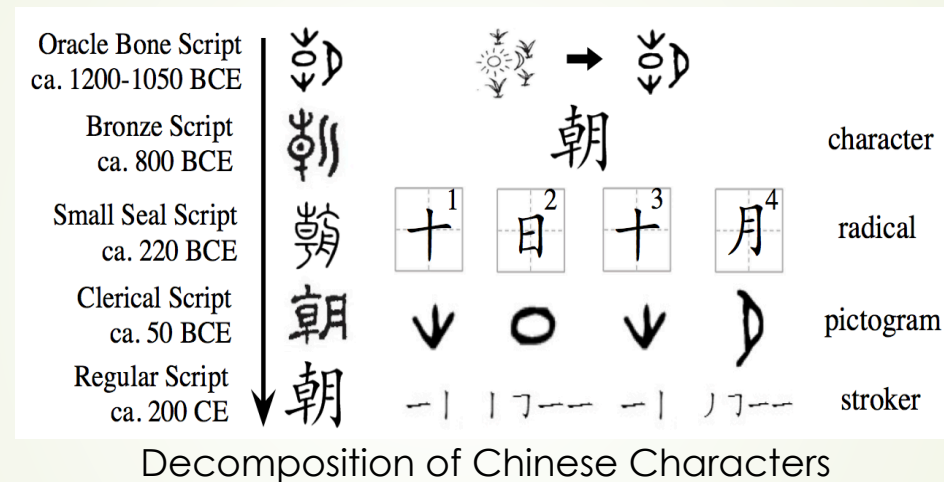 Oracle Bone Script
ca. 1200-1050 BCE
Bronze Script
ca. 800 BCE
朝
character
Small Seal Script
ca. 220 BCE
十1 日2 十3 月4
radical
Clerical Script
ca. 50 BCE
朝
pictogram
Regular Script
ca. 200 CE
朝
stroker
Decomposition of Chinese Characters